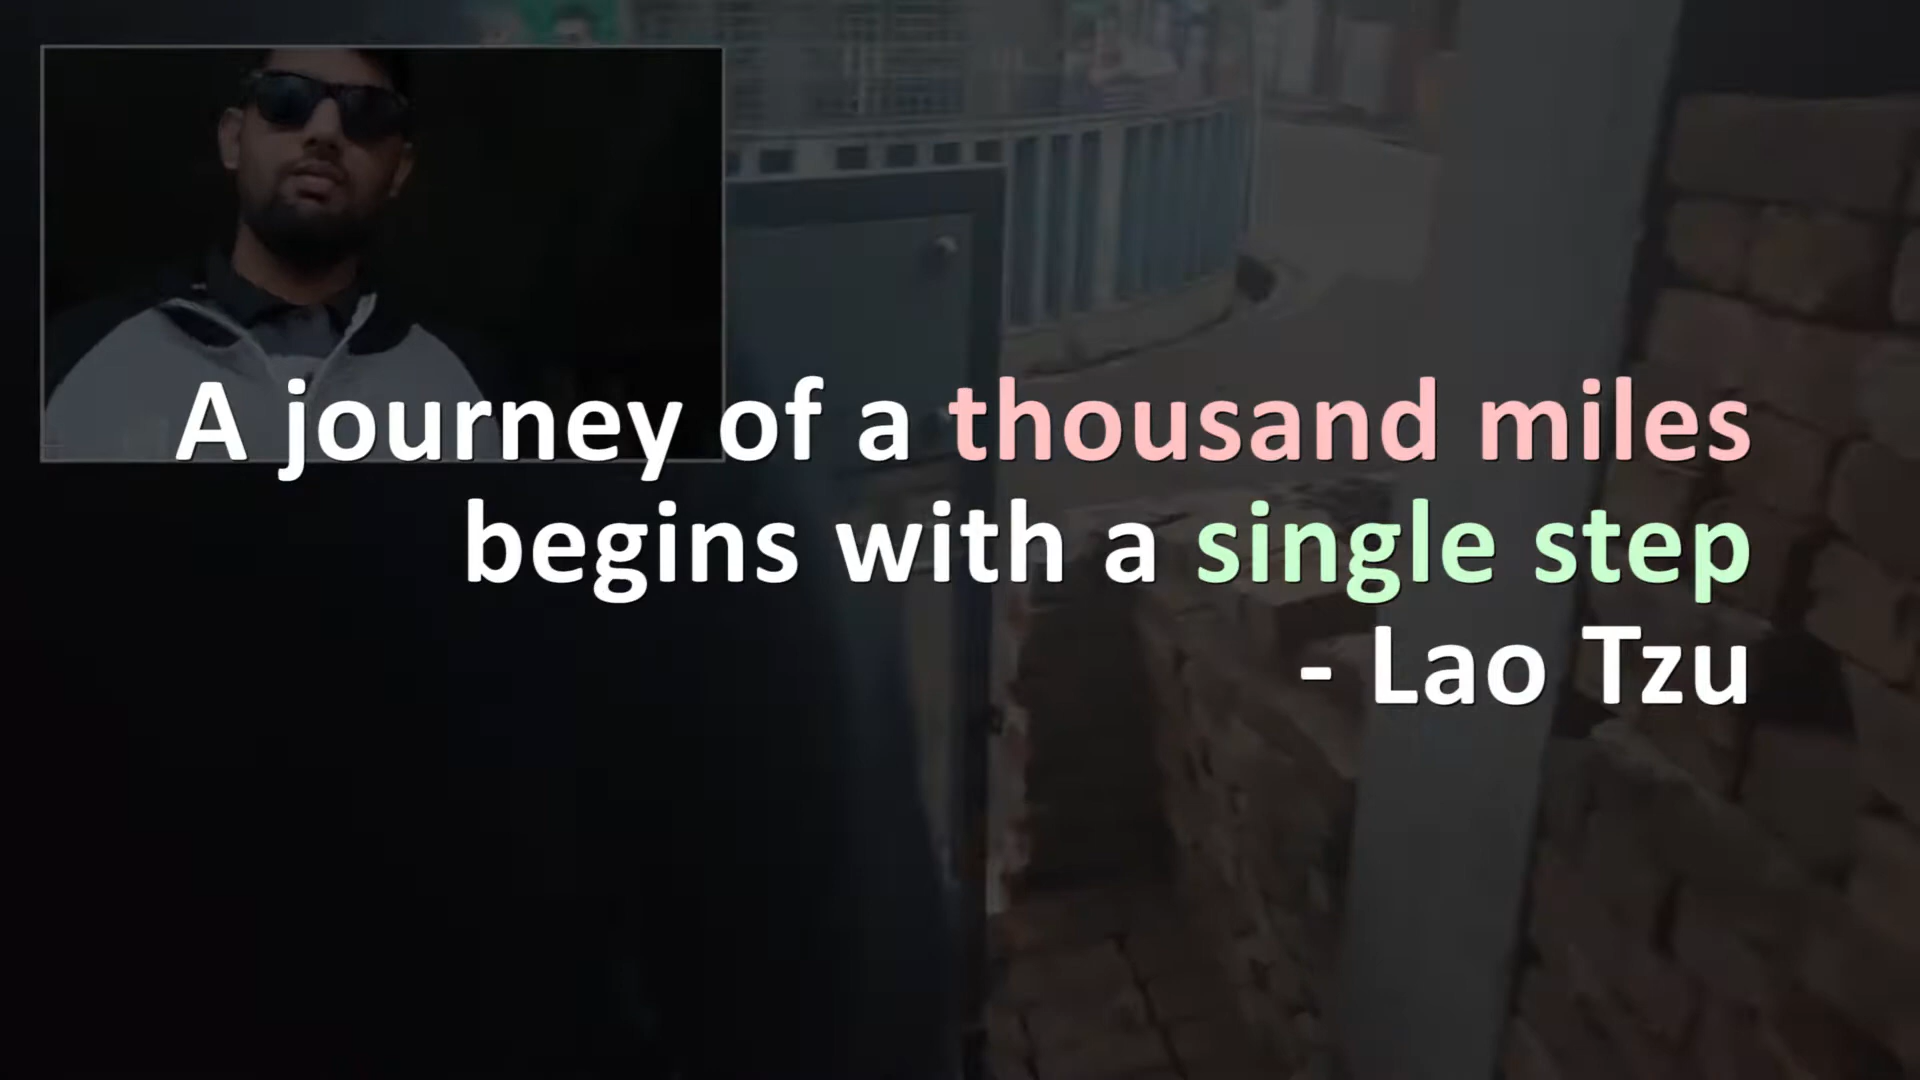 A journey of a thousand miles
begins with a single step
- Lao Tzu